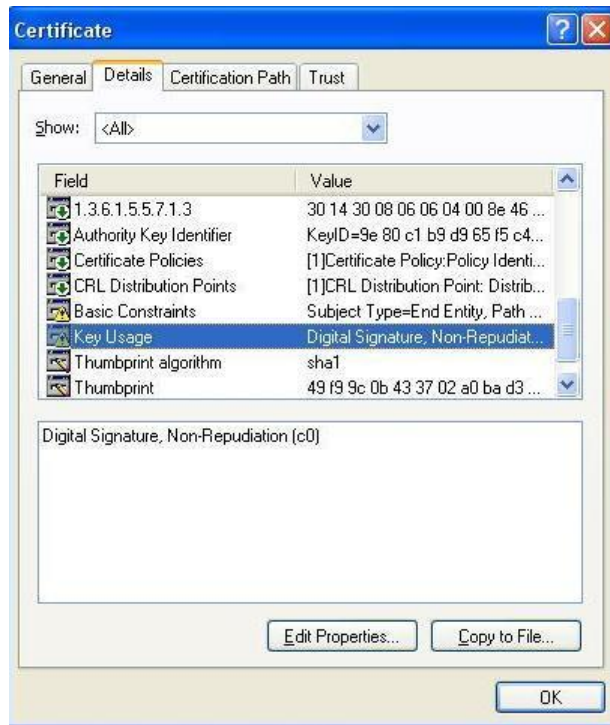 Certificate
General Details Certification Path Trust
Show: <All>
Field Value
1.3.6.1.5.5.7.1.3 30 14 30 08 06 06 04 00 8e 46 ...
Authority Key Identifier KeyID=9e 80 c1 b9 d9 65 f5 c4...
Certificate Policies [1]Certificate Policy:Policy Identi...
CRL Distribution Points [1]CRL Distribution Point: Distrib...
Basic Constraints Subject Type=End Entity, Path ...
Key Usage Digital Signature, Non-Repudiat...
Thumbprint algorithm sha1
Thumbprint 49 f9 9c 0b 43 37 02 a0 ba d3 ...
Digital Signature, Non-Repudiation (c0)
Edit Properties... Copy to File...
OK